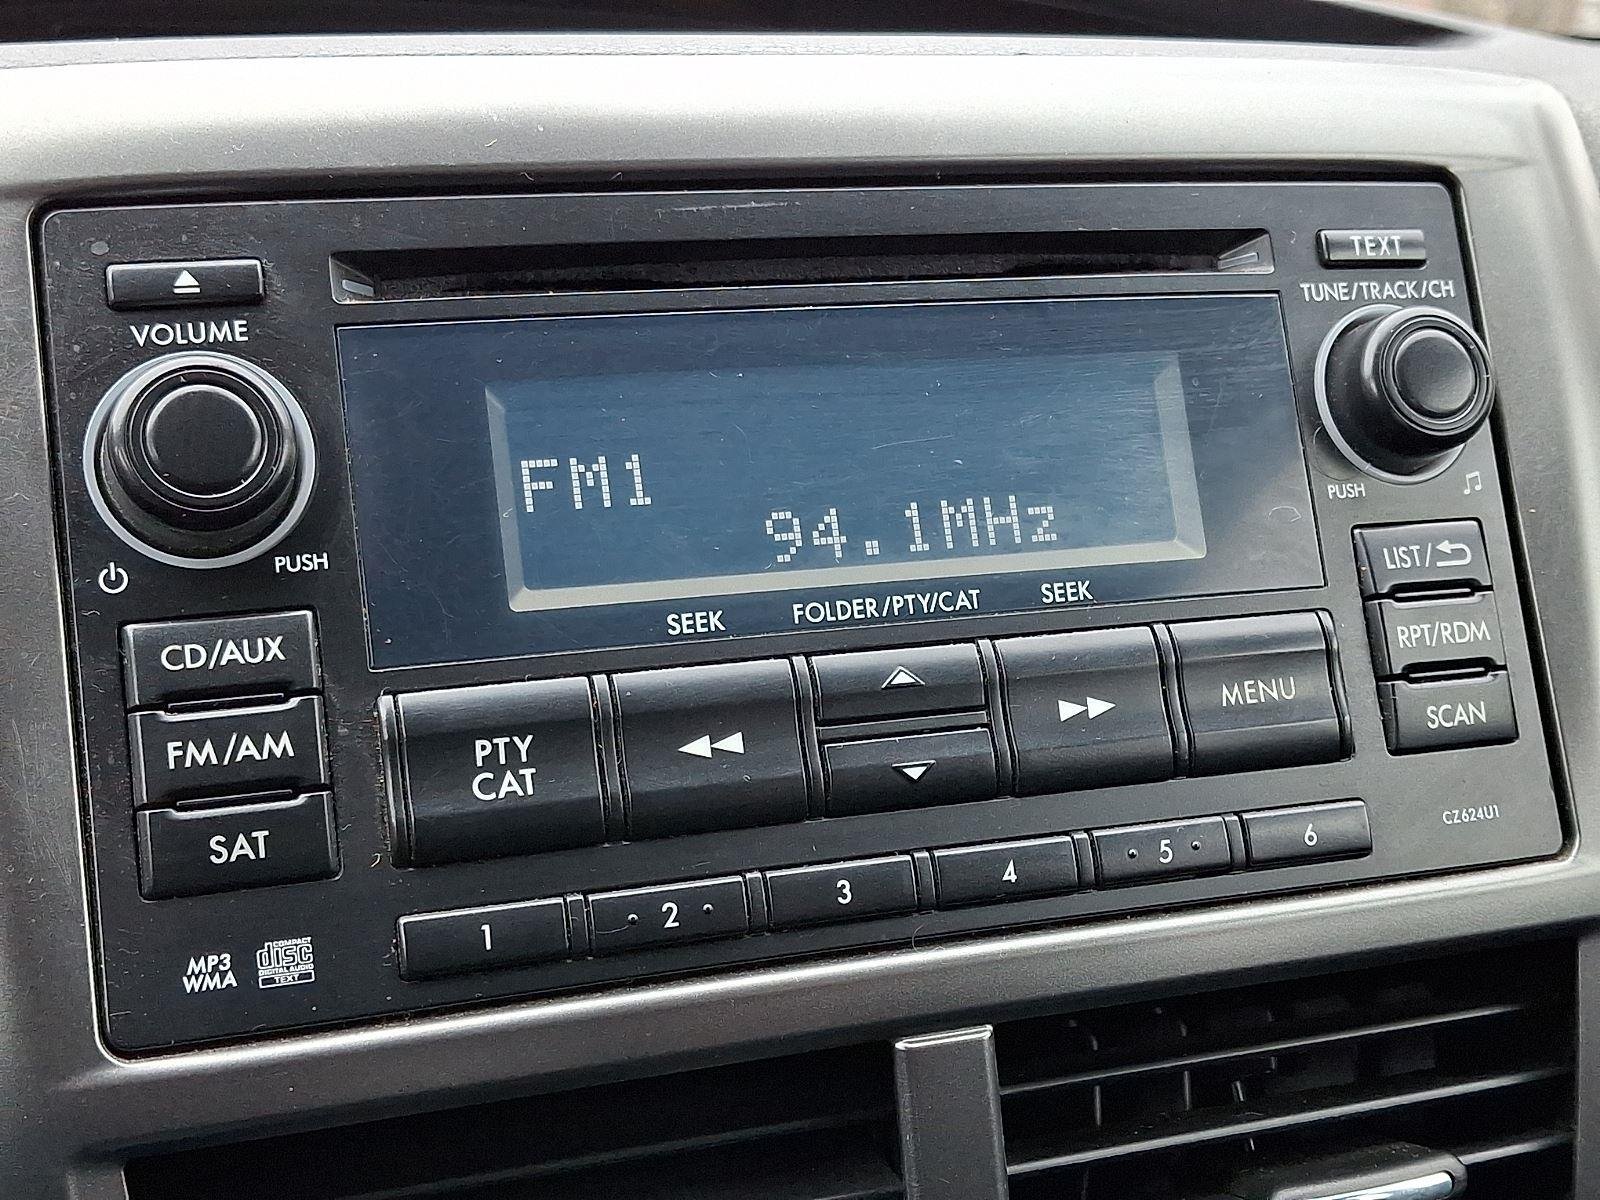 TEXT
TUNE/TRACK/CH
VOLUME
PUSH
FM1
94.1MHz
PUSH
SEEK
FOLDER/PTY/CAT
SEEK
LIST/
RPT/RDM
SCAN
CD/AUX
FM/AM
SAT
PTY
CAT
MENU
CZ624U1
1
2
3
4
5
6
MP3
WMA
COMPACT
disc
DIGITAL AUDIO
TEXT